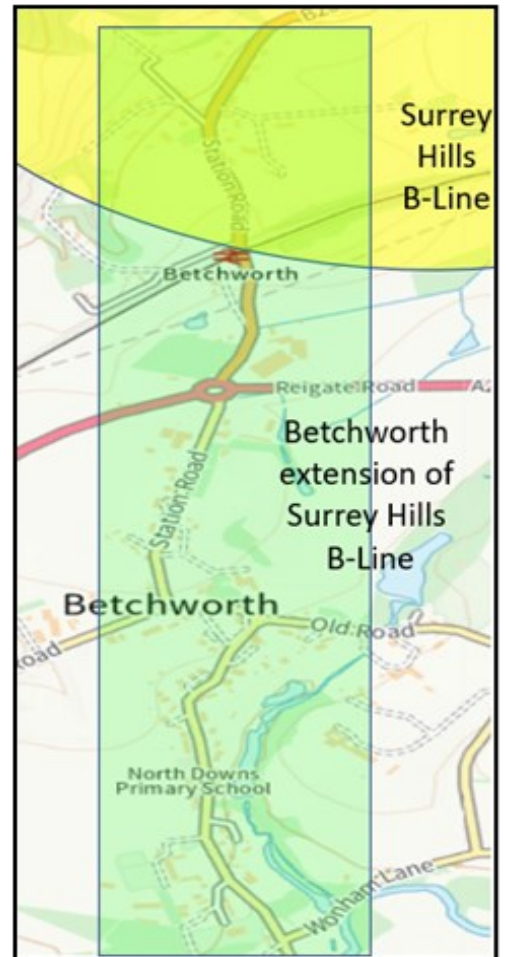 B2
Surrey
Hills
B-Line
Station Road
Betchworth
Reigate Road
A2
Betchworth
extension of
Surrey Hills
B-Line
Station Road
Betchworth
Old Road
road
North Downs
Primary School
Wonham Lane